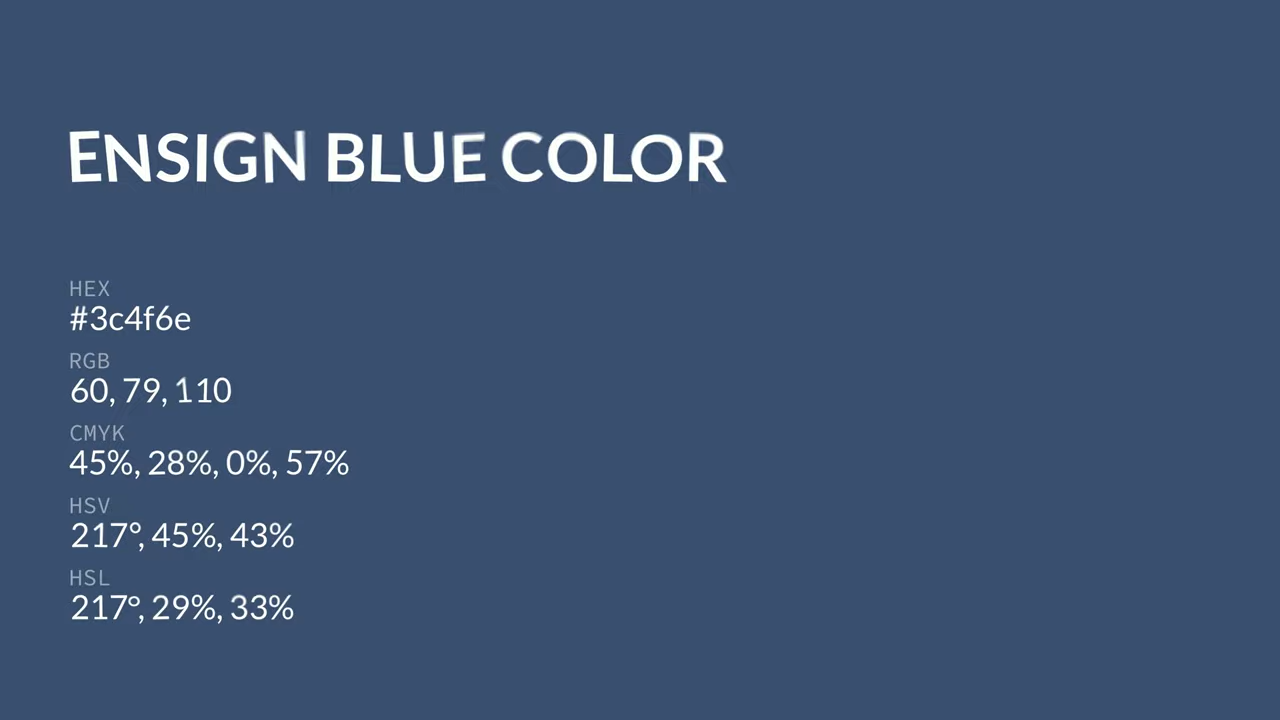 ENSIGN BLUE COLOR
HEX
#3c4f6e
RGB
60, 79, 110
CMYK
45%, 28%, 0%, 57%
HSV
217°, 45%, 43%
HSL
217°, 29%, 33%